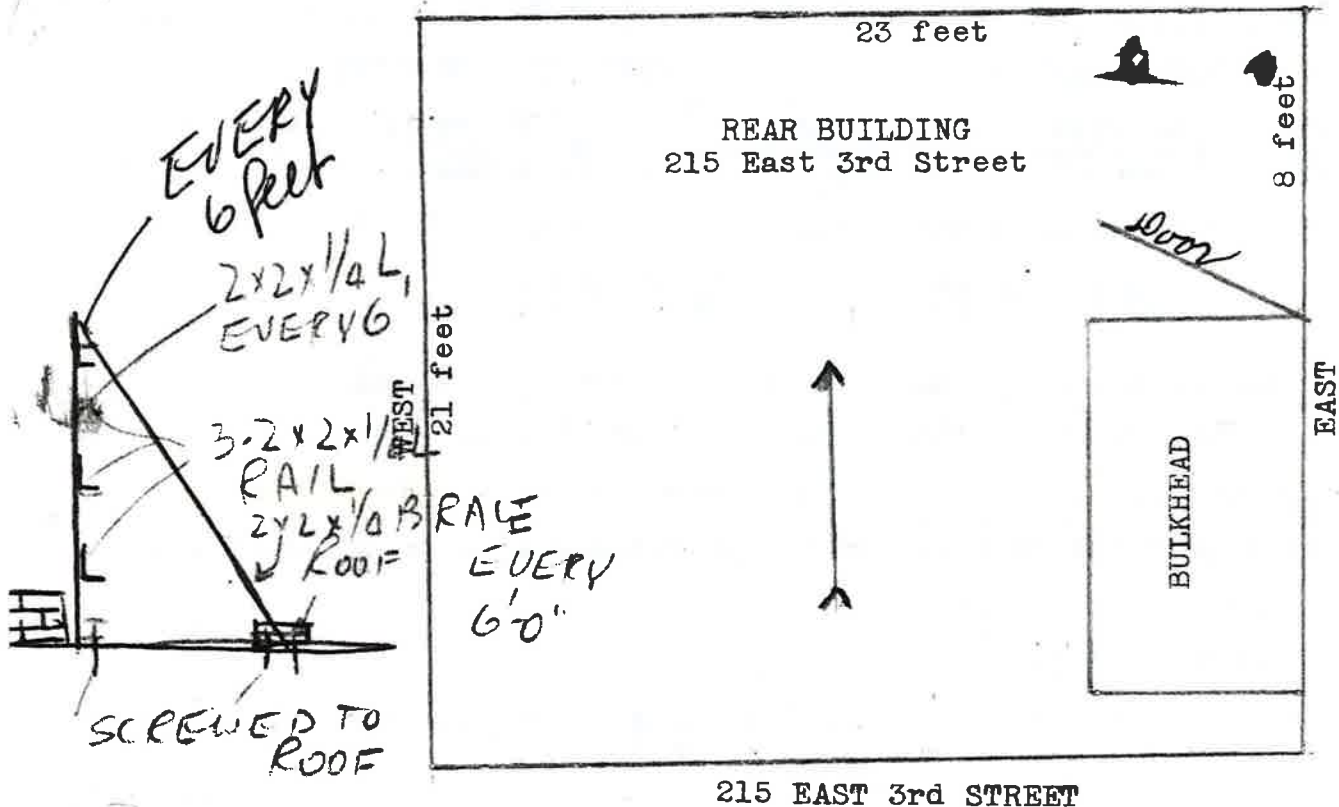 23 feet
REAR BUILDING
215 East 3rd Street
8 feet
Door
BULKHEAD
EAST
WEST
21 feet
215 EAST 3rd STREET
EVERY
6 feet
2x2x1/4 L,
EVERY 6
3-2x2x1/4 L
RAIL
2x2x1/4 BRACE
ROOF
EVERY
6'-0"
SCREWED TO
ROOF